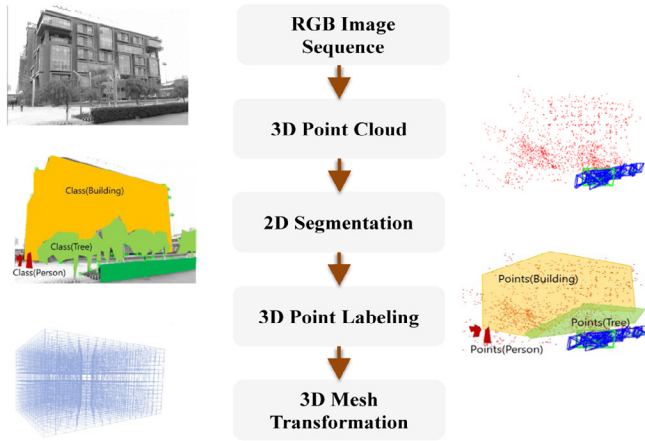 RGB Image
Sequence
3D Point Cloud
Class(Building)
Class(Tree)
Class(Person)
2D Segmentation
3D Point Labeling
Points(Building)
Points(Tree)
Points(Person)
3D Mesh
Transformation